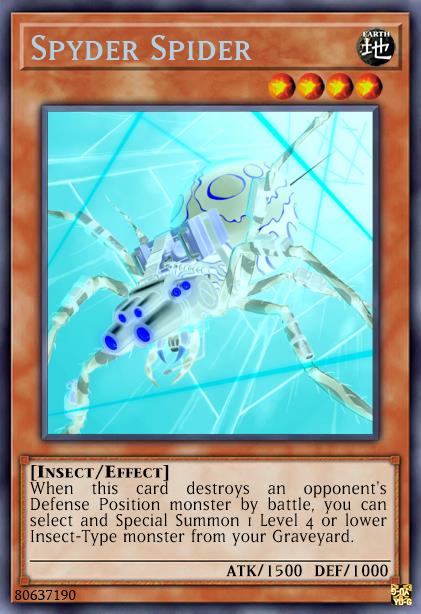 Spyder Spider
EARTH
地
[Insect/Effect]
When this card destroys an opponent's
Defense Position monster by battle, you can
select and Special Summon 1 Level 4 or lower
Insect-Type monster from your Graveyard.
ATK/1500 DEF/1000
80637190